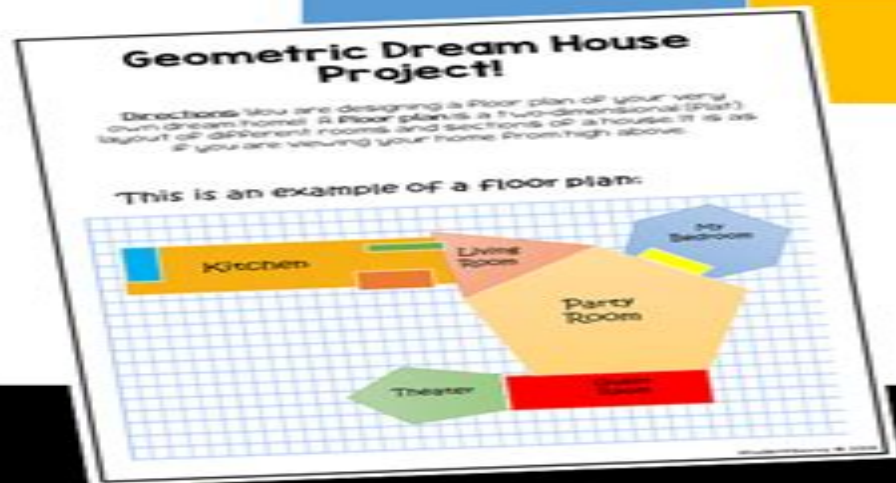 Geometric Dream House
Project!
Directions: You are designing a floor plan of your very
own dream home! A floor plan is a two-dimensional (flat)
layout of different rooms and sections of a house. It is as
if you are viewing your home from high above.
This is an example of a floor plan:
Kitchen
Living
Room
My
Bedroom
Party
Room
Theater
Room